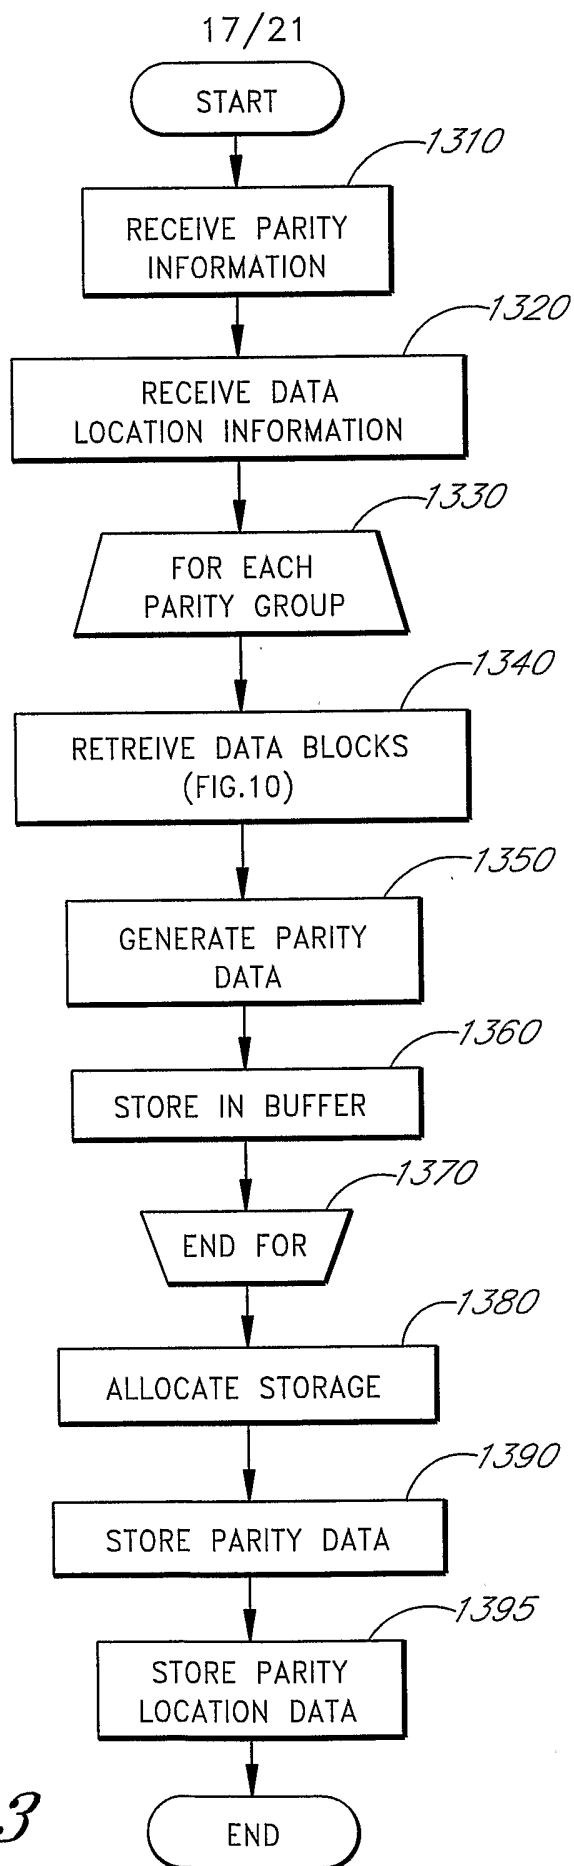 17/21
START
1310
RECEIVE PARITY
INFORMATION
1320
RECEIVE DATA
LOCATION INFORMATION
1330
FOR EACH
PARITY GROUP
1340
RETREIVE DATA BLOCKS
(FIG.10)
1350
GENERATE PARITY
DATA
1360
STORE IN BUFFER
1370
END FOR
1380
ALLOCATE STORAGE
1390
STORE PARITY DATA
1395
STORE PARITY
LOCATION DATA
3
END